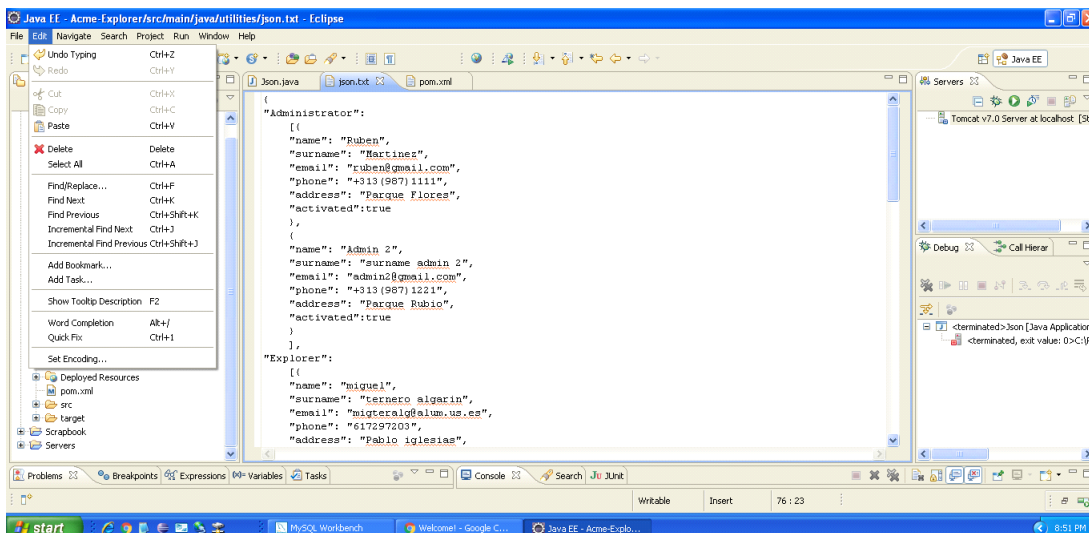 Java EE - Acme-Explorer/src/main/java/utilities/json.txt - Eclipse
File Edit Navigate Search Project Run Window Help
Undo Typing Ctrl+Z
Redo Ctrl+Y
Cut Ctrl+X
Copy Ctrl+C
Paste Ctrl+V
Delete Delete
Select All Ctrl+A
Find/Replace... Ctrl+F
Find Next Ctrl+K
Find Previous Ctrl+Shift+K
Incremental Find Next Ctrl+J
Incremental Find Previous Ctrl+Shift+J
Add Bookmark...
Add Task...
Show Tooltip Description F2
Word Completion Alt+/
Quick Fix Ctrl+1
Set Encoding...
Deployed Resources
pom.xml
src
target
Scrapbook
Servers
Java EE
Json.java json.txt pom.xml
{
"Administrator":
[{
"name": "Ruben",
"surname": "Martinez",
"email": "ruben@gmail.com",
"phone": "+313(987)1111",
"address": "Parque Flores",
"activated":true
},
{
"name": "Admin 2",
"surname": "surname admin 2",
"email": "admin2@gmail.com",
"phone": "+313(987)1221",
"address": "Parque Rubio",
"activated":true
}
],
"Explorer":
[{
"name": "miguel",
"surname": "ternero algarin",
"email": "migteralg@alum.us.es",
"phone": "617297203",
"address": "Pablo iglesias",
Servers
Tomcat v7.0 Server at localhost [St
Debug Call Hierar
<terminated>Json [Java Application
<terminated, exit value: 0>C:\P
Problems Breakpoints Expressions Variables Tasks
Console Search JUnit
Writable Insert 76 : 23
start MySQL Workbench Welcome! - Google C... Java EE - Acme-Explo... 8:51 PM